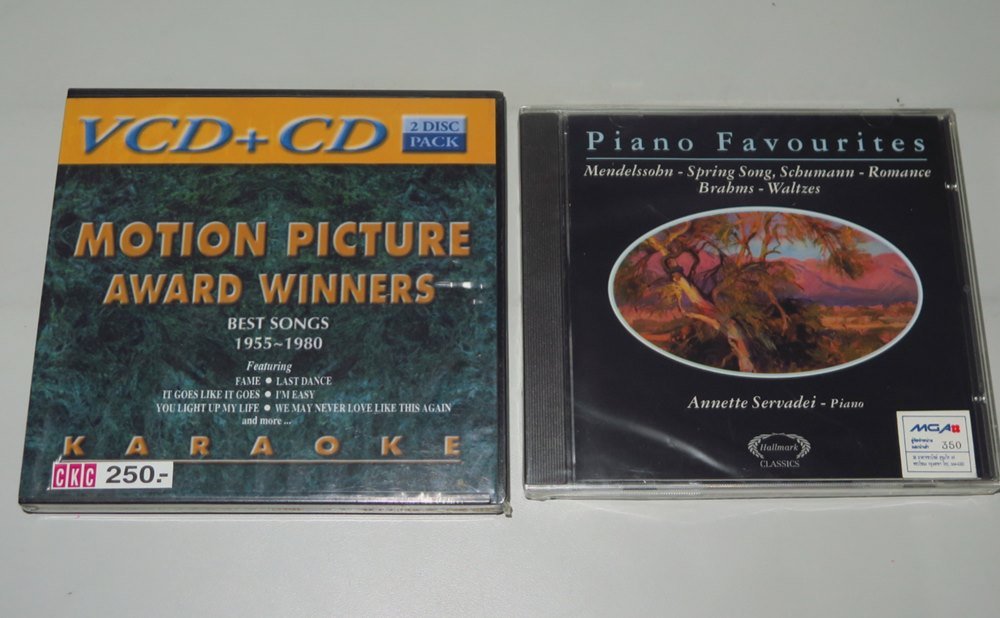 VCD+CD
2 DISC
PACK
MOTION PICTURE
AWARD WINNERS
BEST SONGS
1955~1980
Featuring
FAME ● LAST DANCE
IT GOES LIKE IT GOES ● I'M EASY
YOU LIGHT UP MY LIFE ● WE MAY NEVER LOVE LIKE THIS AGAIN
and more ...
KARAOKE
CKC 250.-
Piano Favourites
Mendelssohn - Spring Song, Schumann - Romance
Brahms - Waltzes
Annette Servadei - Piano
Hallmark
CLASSICS
MGA
350